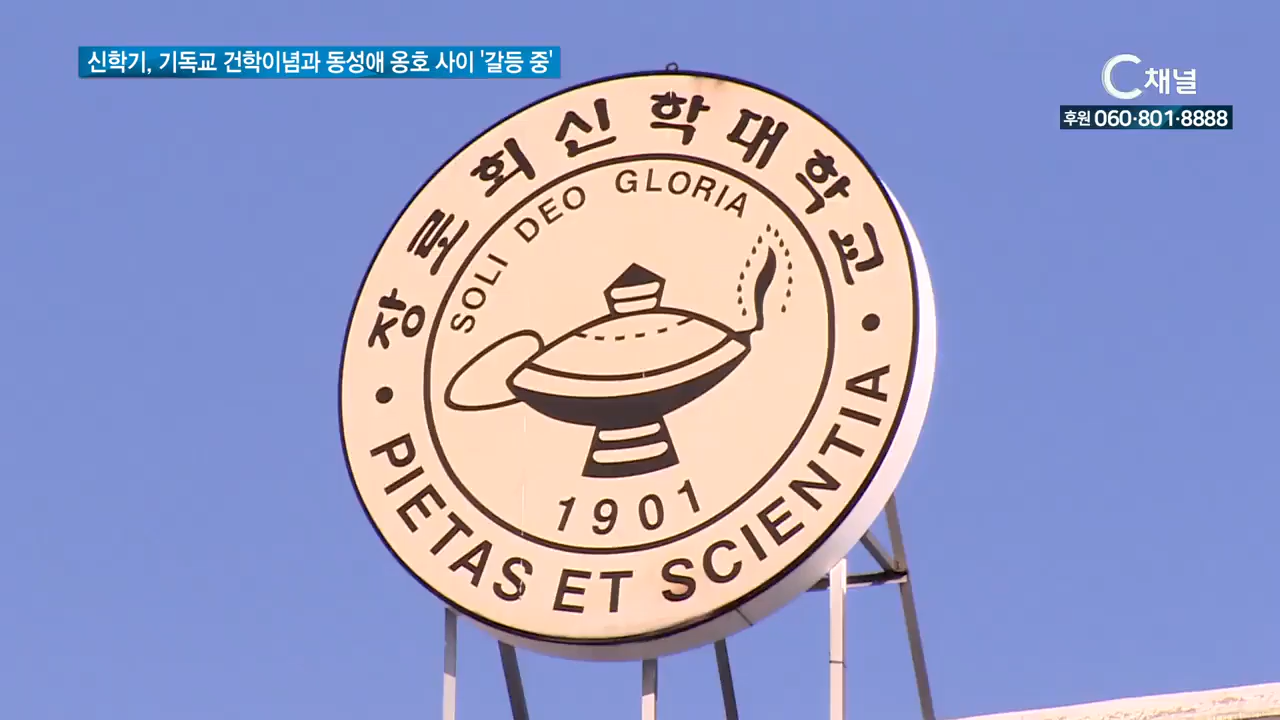 신학기, 기독교 건학이념과 동성애 옹호 사이 '갈등 중'
C채널
후원 060·801·8888
장로회신학대학교
SOLI DEO GLORIA
1901
PIETAS ET SCIENTIA